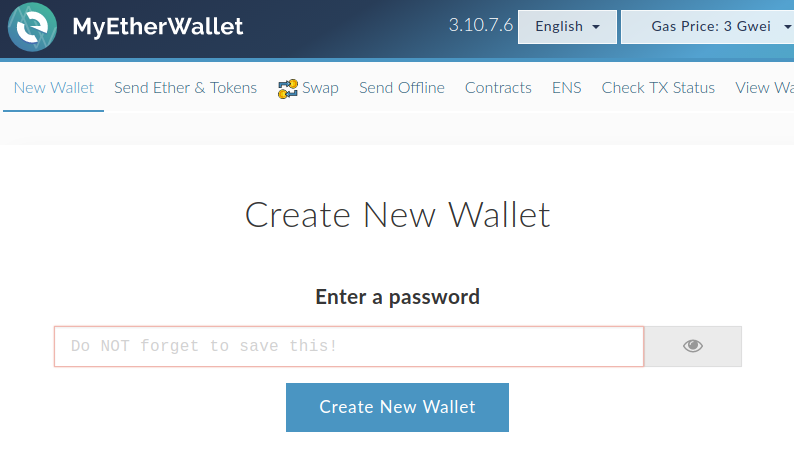 MyEtherWallet 3.10.7.6 English Gas Price: 3 Gwei
New Wallet Send Ether & Tokens Swap Send Offline Contracts ENS Check TX Status View
Create New Wallet
Enter a password
Do NOT forget to save this!
Create New Wallet